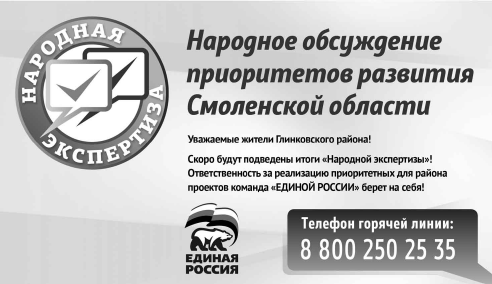 НАРОДНАЯ
ЭКСПЕРТИЗА
Народное обсуждение
приоритетов развития
Смоленской области
Уважаемые жители Глинковского района!
Скоро будут подведены итоги «Народной экспертизы»!
Ответственность за реализацию приоритетных для района
проектов команда «ЕДИНОЙ РОССИИ» берет на себя!
ЕДИНАЯ
РОССИЯ
Телефон горячей линии:
8 800 250 25 35